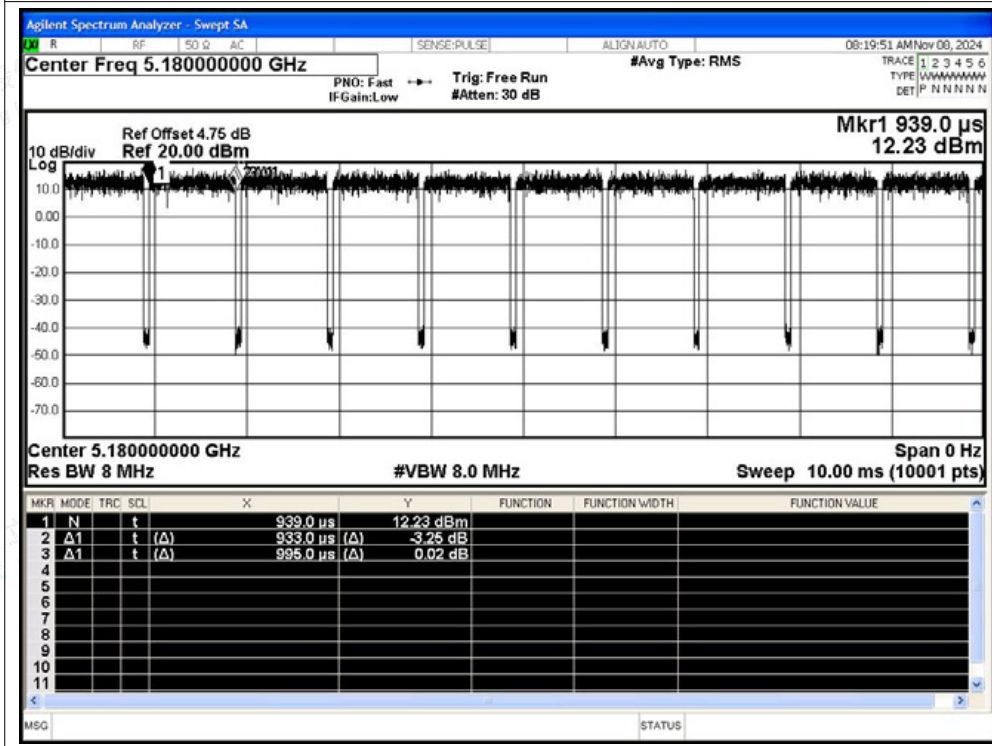 Agilent Spectrum Analyzer - Swept SA
R RF 50 Ω AC SENSE:PULSE ALIGN AUTO 08:19:51 AM Nov 08, 2024
Center Freq 5.180000000 GHz #Avg Type: RMS TRACE 1 2 3 4 5 6
PNO: Fast Trig: Free Run TYPE WWWWWW
IFGain:Low #Atten: 30 dB DET P N N N N N
Mkr1 939.0 µs
Ref Offset 4.75 dB
10 dB/div Ref 20.00 dBm 12.23 dBm
Log
1
10.0
0.00
-10.0
-20.0
-30.0
-40.0
-50.0
-60.0
-70.0
Center 5.180000000 GHz Span 0 Hz
Res BW 8 MHz #VBW 8.0 MHz Sweep 10.00 ms (10001 pts)
MKR MODE TRC SCL X Y FUNCTION FUNCTION WIDTH FUNCTION VALUE
1 N t 939.0 µs 12.23 dBm
2 Δ1 t (Δ) 933.0 µs (Δ) -3.25 dB
3 Δ1 t (Δ) 995.0 µs (Δ) 0.02 dB
4
5
6
7
8
9
10
11
MSG STATUS